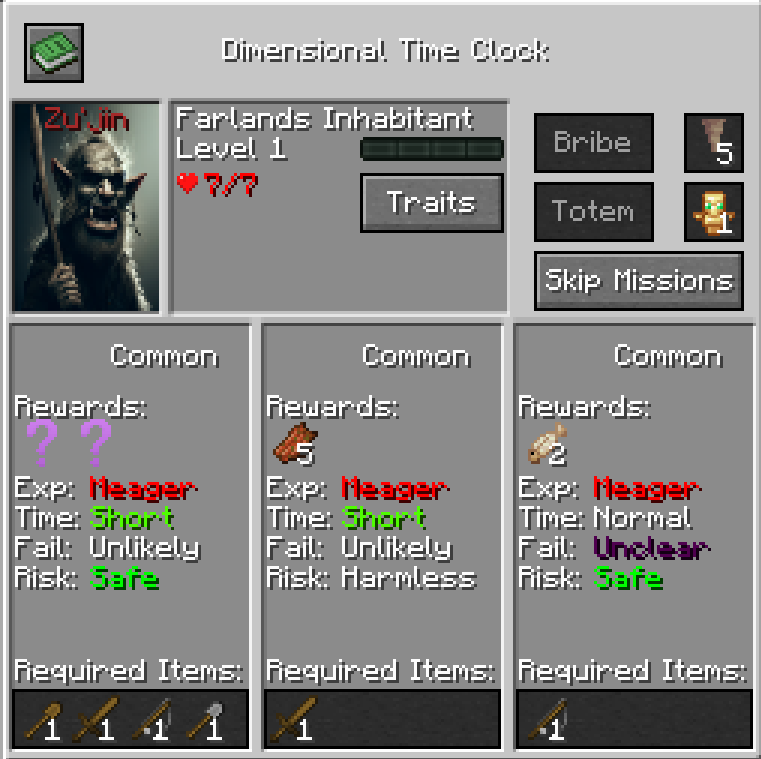 Dimensional Time Clock
Zu'jin
Farlands Inhabitant
Level 1
?/?
Traits
Bribe
5
Totem
1
Skip Missions
Common
Rewards:
? ?
Exp: Meager
Time: Short
Fail: Unlikely
Risk: Safe
Required Items:
1 1 1 1
Common
Rewards:
5
Exp: Meager
Time: Short
Fail: Unlikely
Risk: Harmless
Required Items:
1
Common
Rewards:
2
Exp: Meager
Time: Normal
Fail: Unclear
Risk: Safe
Required Items:
1